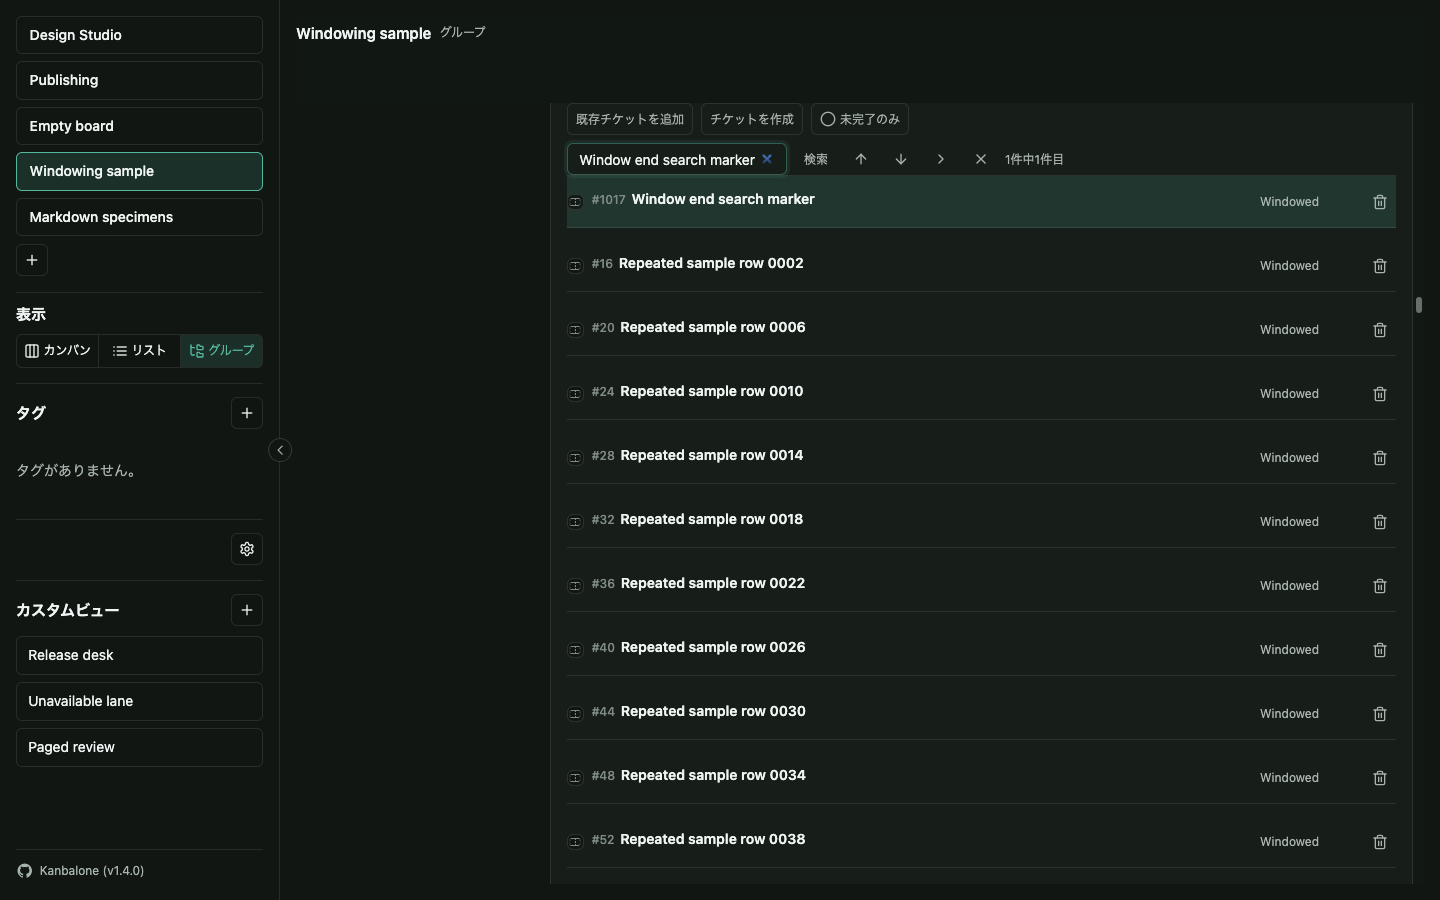 Design Studio
Publishing
Empty board
Windowing sample
Markdown specimens
表示
カンバン リスト グループ
タグ
タグがありません。
カスタムビュー
Release desk
Unavailable lane
Paged review
Kanbalone (v1.4.0)
Windowing sample グループ
既存チケットを追加 チケットを作成 未完了のみ
Window end search marker 検索 1件中1件目
#1017 Window end search marker Windowed
#16 Repeated sample row 0002 Windowed
#20 Repeated sample row 0006 Windowed
#24 Repeated sample row 0010 Windowed
#28 Repeated sample row 0014 Windowed
#32 Repeated sample row 0018 Windowed
#36 Repeated sample row 0022 Windowed
#40 Repeated sample row 0026 Windowed
#44 Repeated sample row 0030 Windowed
#48 Repeated sample row 0034 Windowed
#52 Repeated sample row 0038 Windowed